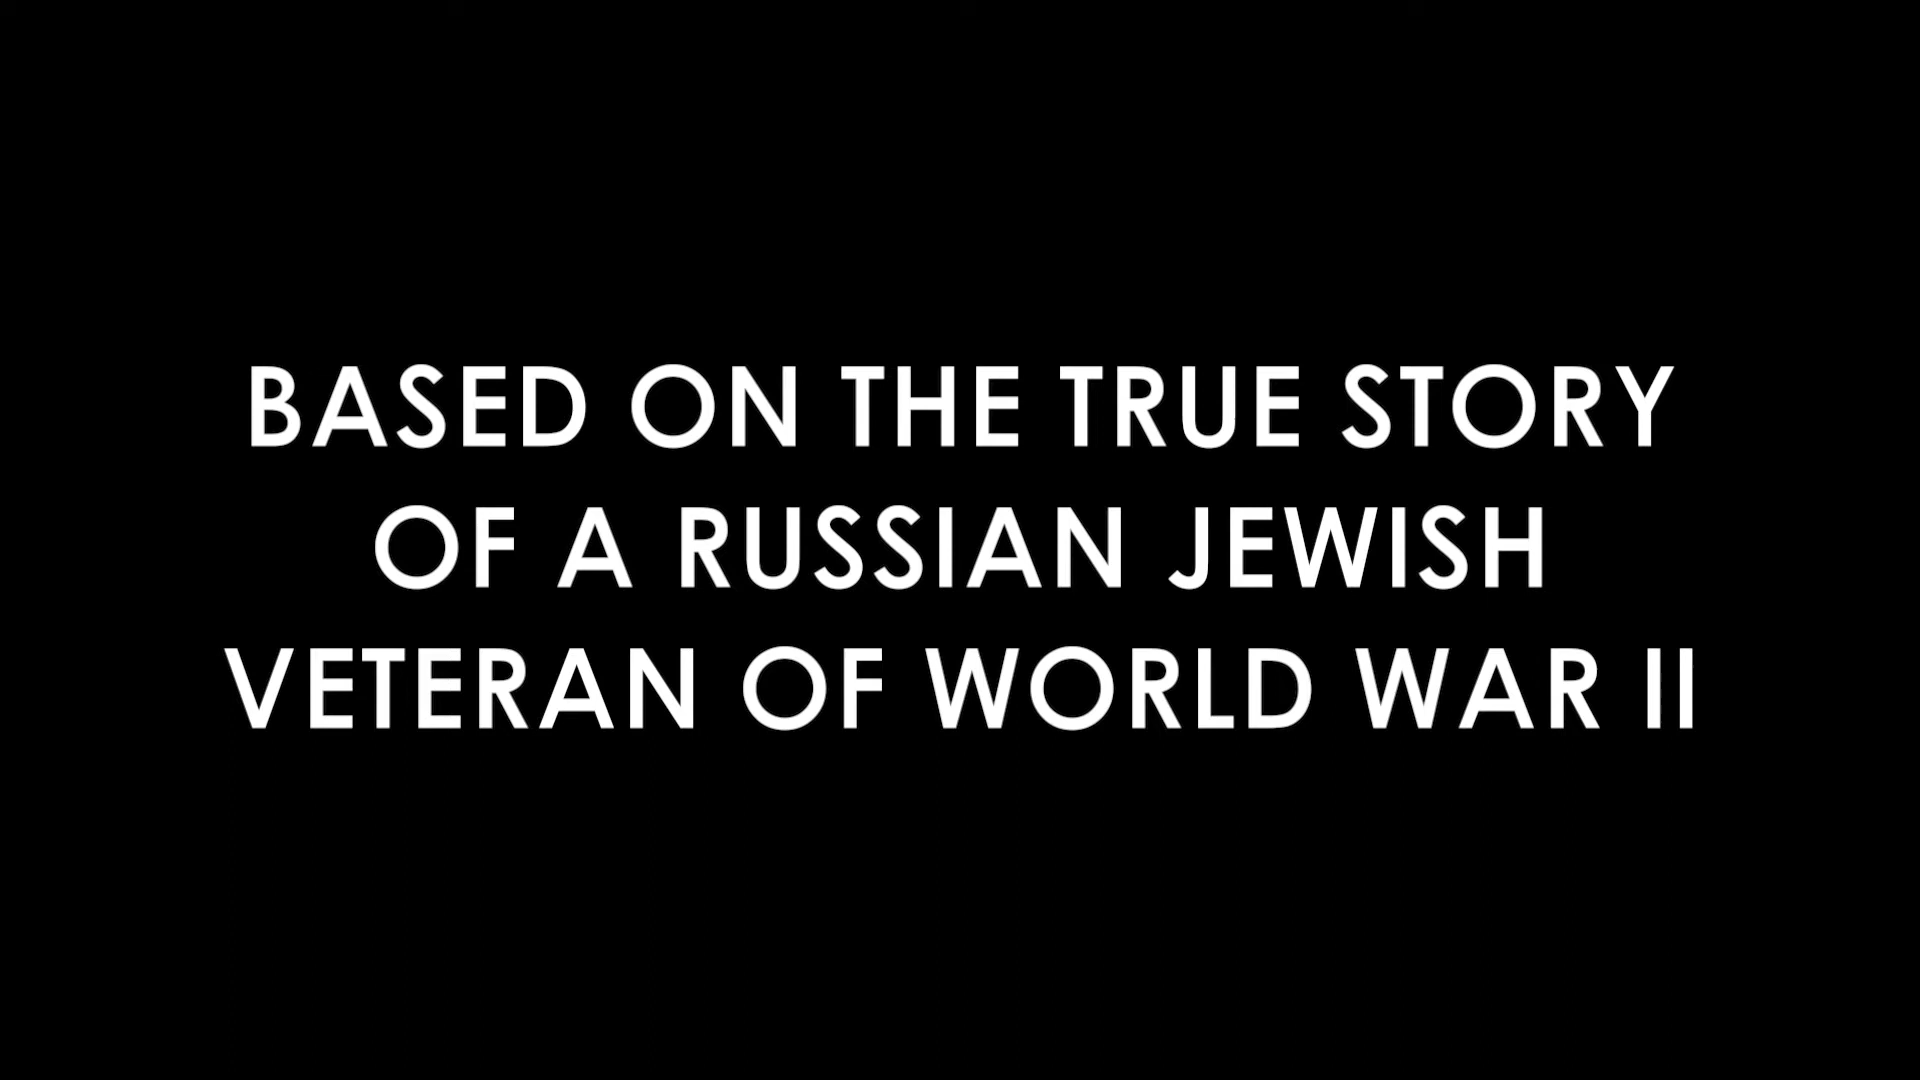 BASED ON THE TRUE STORY
OF A RUSSIAN JEWISH
VETERAN OF WORLD WAR II